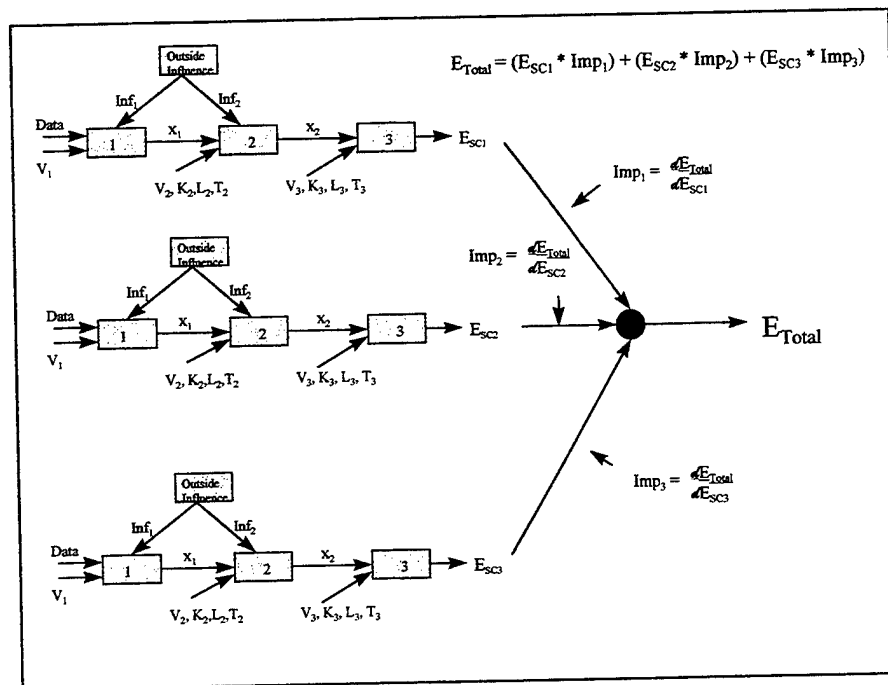 E_Total = (E_SC1 * Imp_1) + (E_SC2 * Imp_2) + (E_SC3 * Imp_3)
Outside
Influence
Inf_1
Inf_2
Data
V_1
1
X_1
2
X_2
3
E_SC1
V_2, K_2,L_2,T_2
V_3, K_3, L_3, T_3
Imp_1 = dE_Total
dE_SC1
Outside
Influence
Inf_1
Inf_2
Data
V_1
1
X_1
2
X_2
3
E_SC2
V_2, K_2,L_2,T_2
V_3, K_3, L_3, T_3
Imp_2 = dE_Total
dE_SC2
E_Total
Outside
Influence
Inf_1
Inf_2
Data
V_1
1
X_1
2
X_2
3
E_SC3
V_2, K_2,L_2,T_2
V_3, K_3, L_3, T_3
Imp_3 = dE_Total
dE_SC3